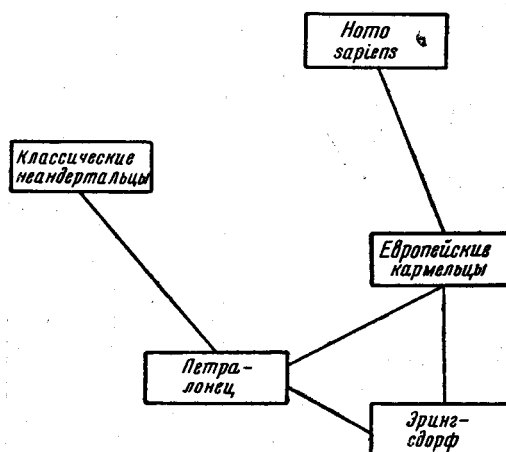 Homo
sapiens
Классические
неандертальцы
Европейские
кармельцы
Петра-
лонец
Эринг-
сдорф